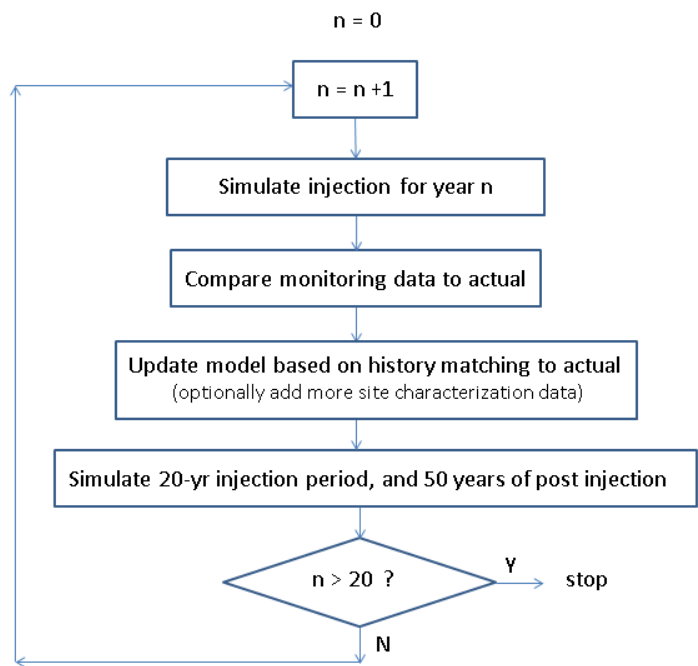 n = 0
n = n +1
Simulate injection for year n
Compare monitoring data to actual
Update model based on history matching to actual
(optionally add more site characterization data)
Simulate 20-yr injection period, and 50 years of post injection
n > 20 ?
Y
stop
N